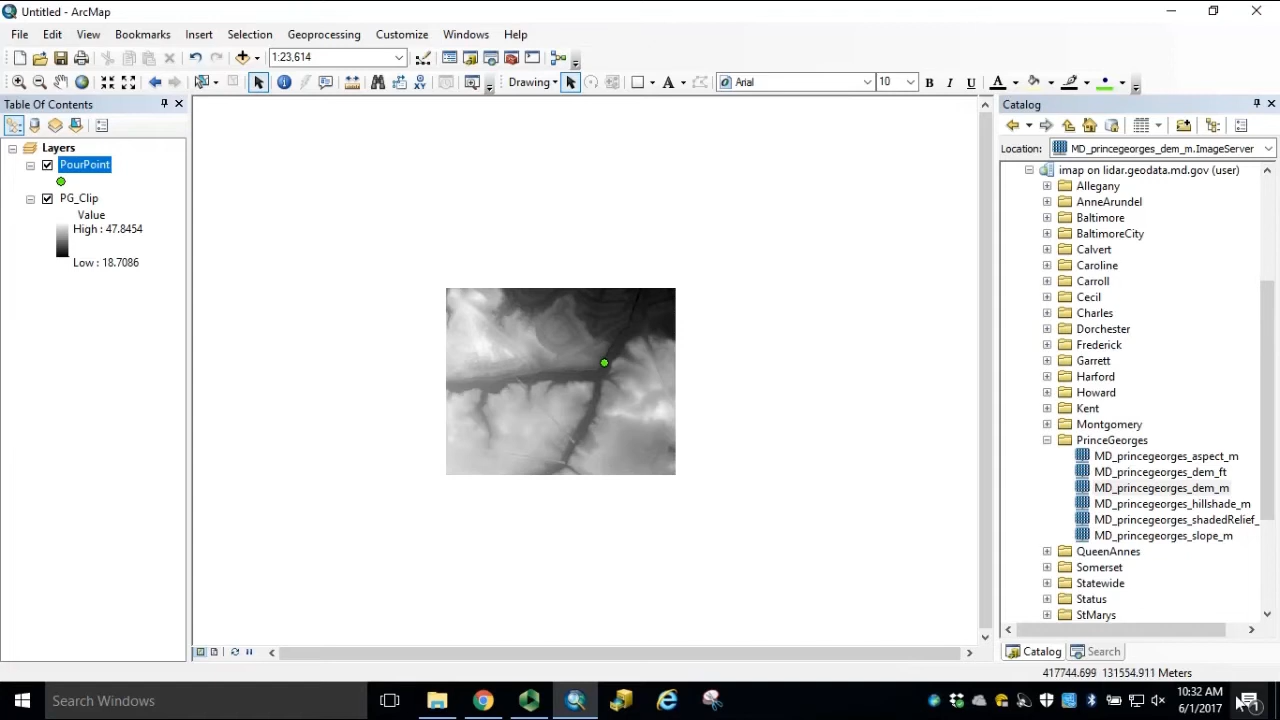 Untitled - ArcMap
File Edit View Bookmarks Insert Selection Geoprocessing Customize Windows Help
1:23,614
Drawing Arial 10 B I A
Table Of Contents
Layers
PourPoint
PG_Clip
Value
High : 47.8454
Low : 18.7086
Catalog
Location: MD_princegeorges_dem_m.ImageServer
imap on lidar.geodata.md.gov (user)
Allegany
AnneArundel
Baltimore
BaltimoreCity
Calvert
Caroline
Carroll
Cecil
Charles
Dorchester
Frederick
Garrett
Harford
Howard
Kent
Montgomery
PrinceGeorges
MD_princegeorges_aspect_m
MD_princegeorges_dem_ft
MD_princegeorges_dem_m
MD_princegeorges_hillshade_m
MD_princegeorges_shadedRelief_
MD_princegeorges_slope_m
QueenAnnes
Somerset
Statewide
Status
StMarys
Catalog Search
417744.699 131554.911 Meters
Search Windows
10:32 AM
6/1/2017
1